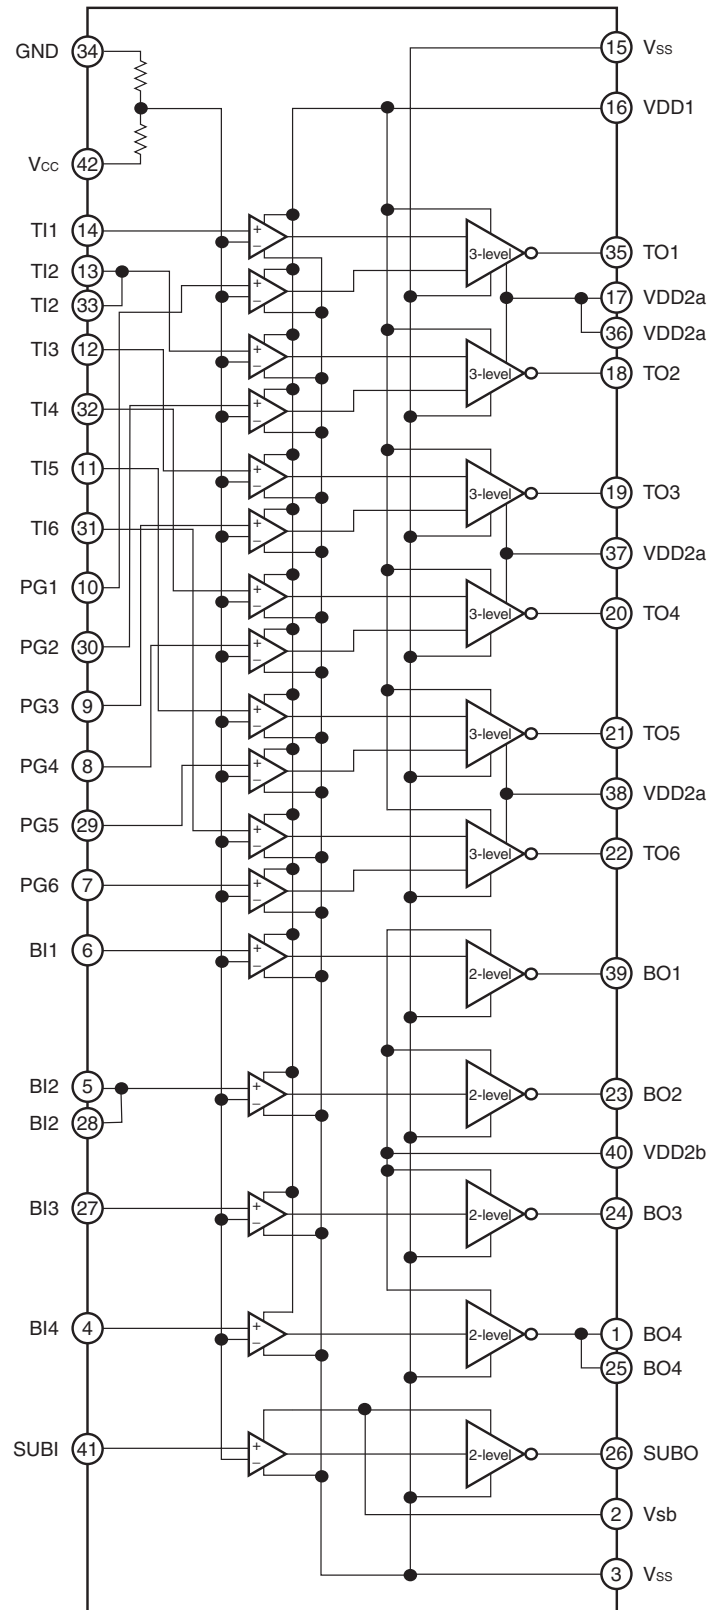 GND 34
15 Vss
16 VDD1
VCC 42
TI1 14
+
−
3-level
35 TO1
TI2 13
+
−
17 VDD2a
TI2 33
36 VDD2a
TI3 12
+
−
3-level
18 TO2
TI4 32
+
−
TI5 11
+
−
3-level
19 TO3
TI6 31
+
−
37 VDD2a
PG1 10
+
−
3-level
20 TO4
PG2 30
+
−
PG3 9
+
−
3-level
21 TO5
PG4 8
+
−
38 VDD2a
PG5 29
+
−
3-level
22 TO6
PG6 7
+
−
BI1 6
+
−
2-level
39 BO1
BI2 5
+
−
2-level
23 BO2
BI2 28
40 VDD2b
BI3 27
+
−
2-level
24 BO3
BI4 4
+
−
2-level
1 BO4
25 BO4
SUBI 41
+
−
2-level
26 SUBO
2 Vsb
3 Vss